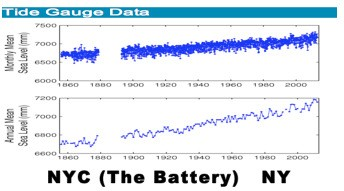 Tide Gauge Data
Monthly Mean
Sea Level (mm)
7500
7000
6500
6000
1860 1880 1900 1920 1940 1960 1980 2000
Annual Mean
Sea Level (mm)
7200
7000
6800
6600
1860 1880 1900 1920 1940 1960 1980 2000
NYC (The Battery) NY